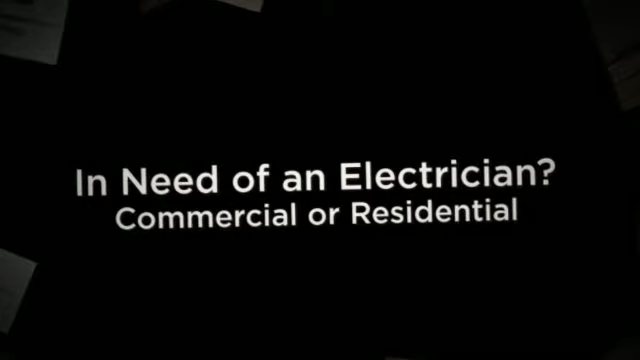 In Need of an Electrician?
Commercial or Residential